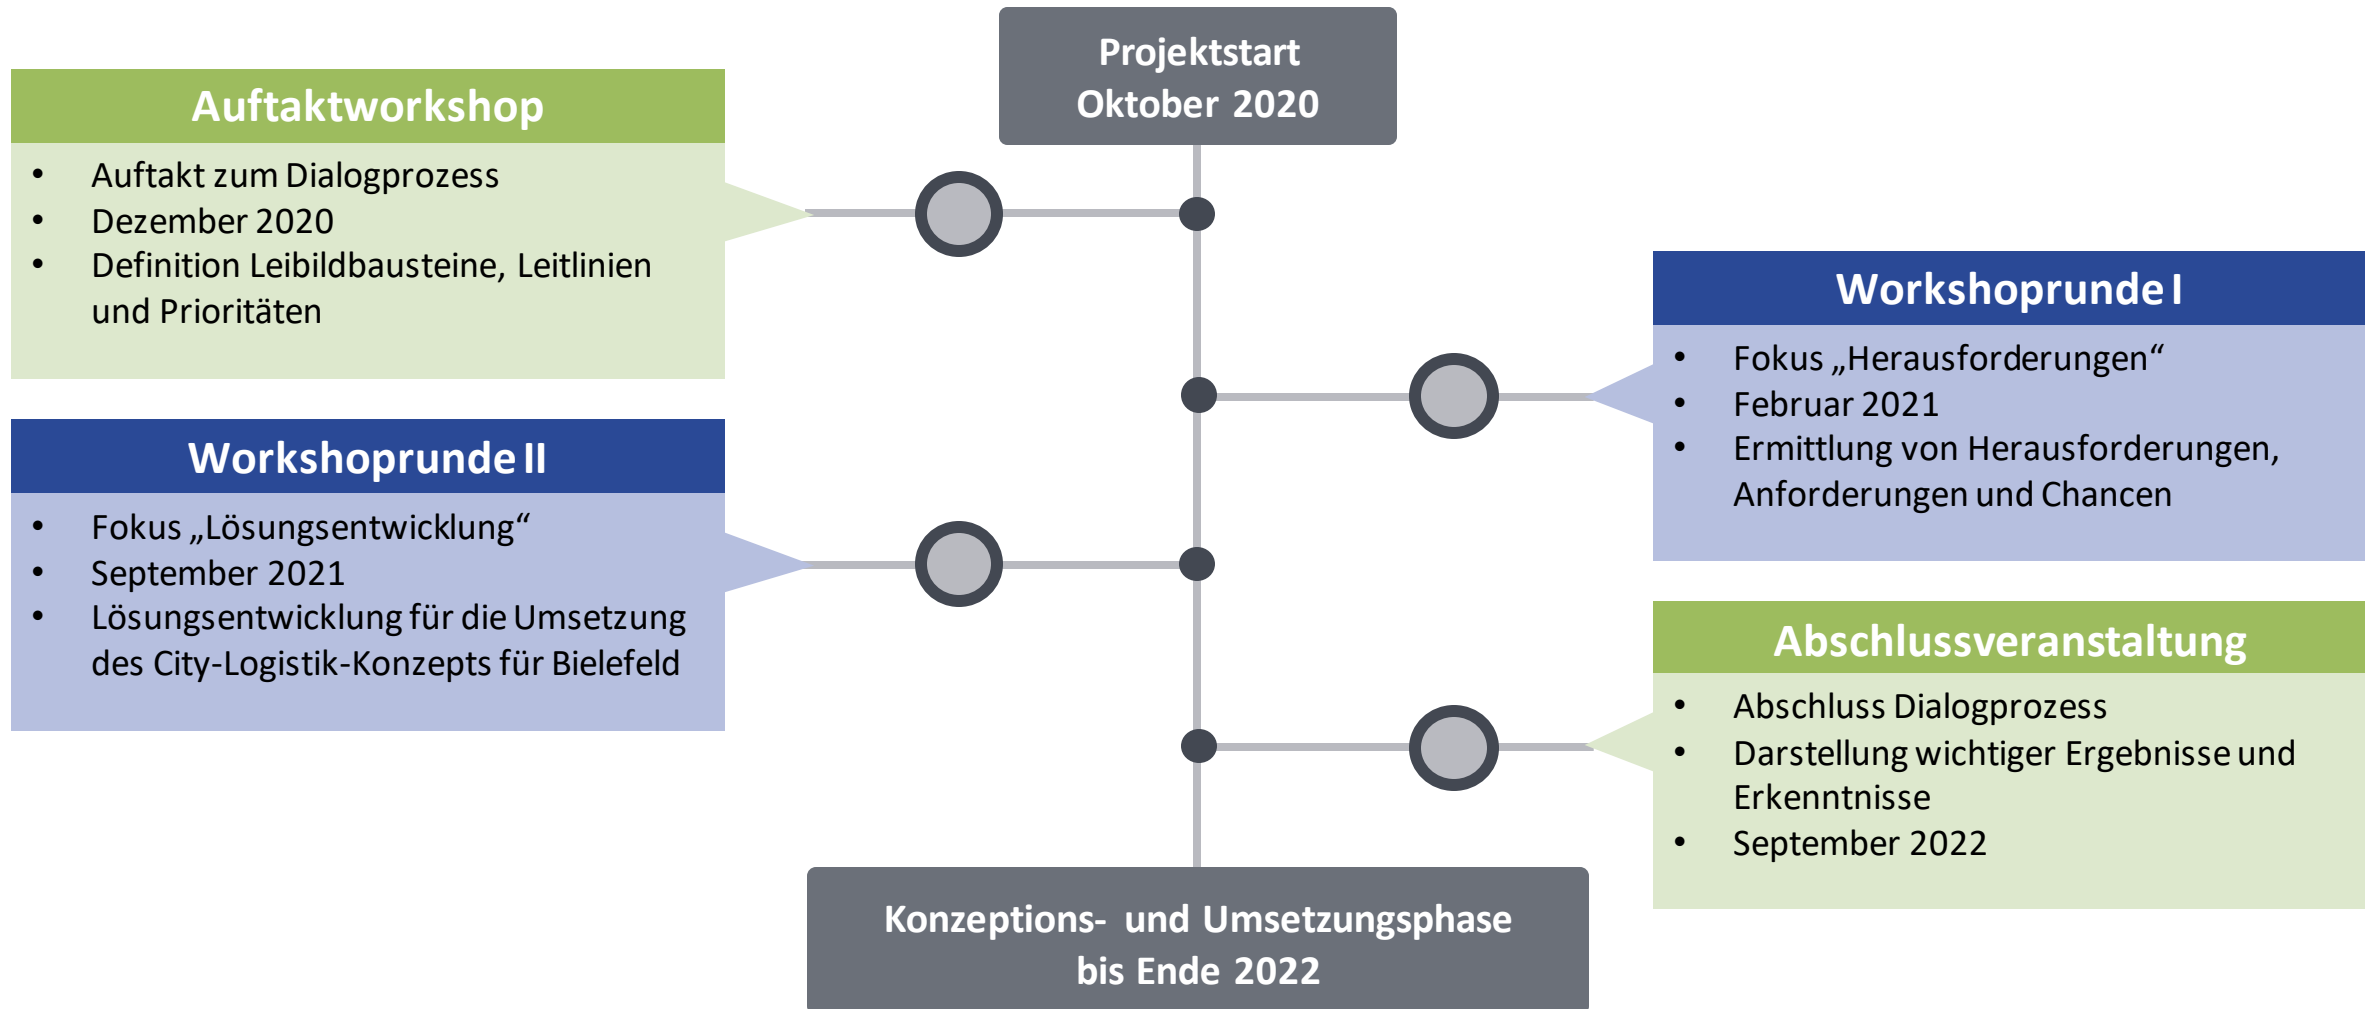 Projektstart
Oktober 2020
Auftaktworkshop
• Auftakt zum Dialogprozess
• Dezember 2020
• Definition Leibildbausteine, Leitlinien
und Prioritäten
Workshoprunde I
• Fokus „Herausforderungen“
• Februar 2021
• Ermittlung von Herausforderungen,
Anforderungen und Chancen
Workshoprunde II
• Fokus „Lösungsentwicklung“
• September 2021
• Lösungsentwicklung für die Umsetzung
des City-Logistik-Konzepts für Bielefeld
Abschlussveranstaltung
• Abschluss Dialogprozess
• Darstellung wichtiger Ergebnisse und
Erkenntnisse
• September 2022
Konzeptions- und Umsetzungsphase
bis Ende 2022